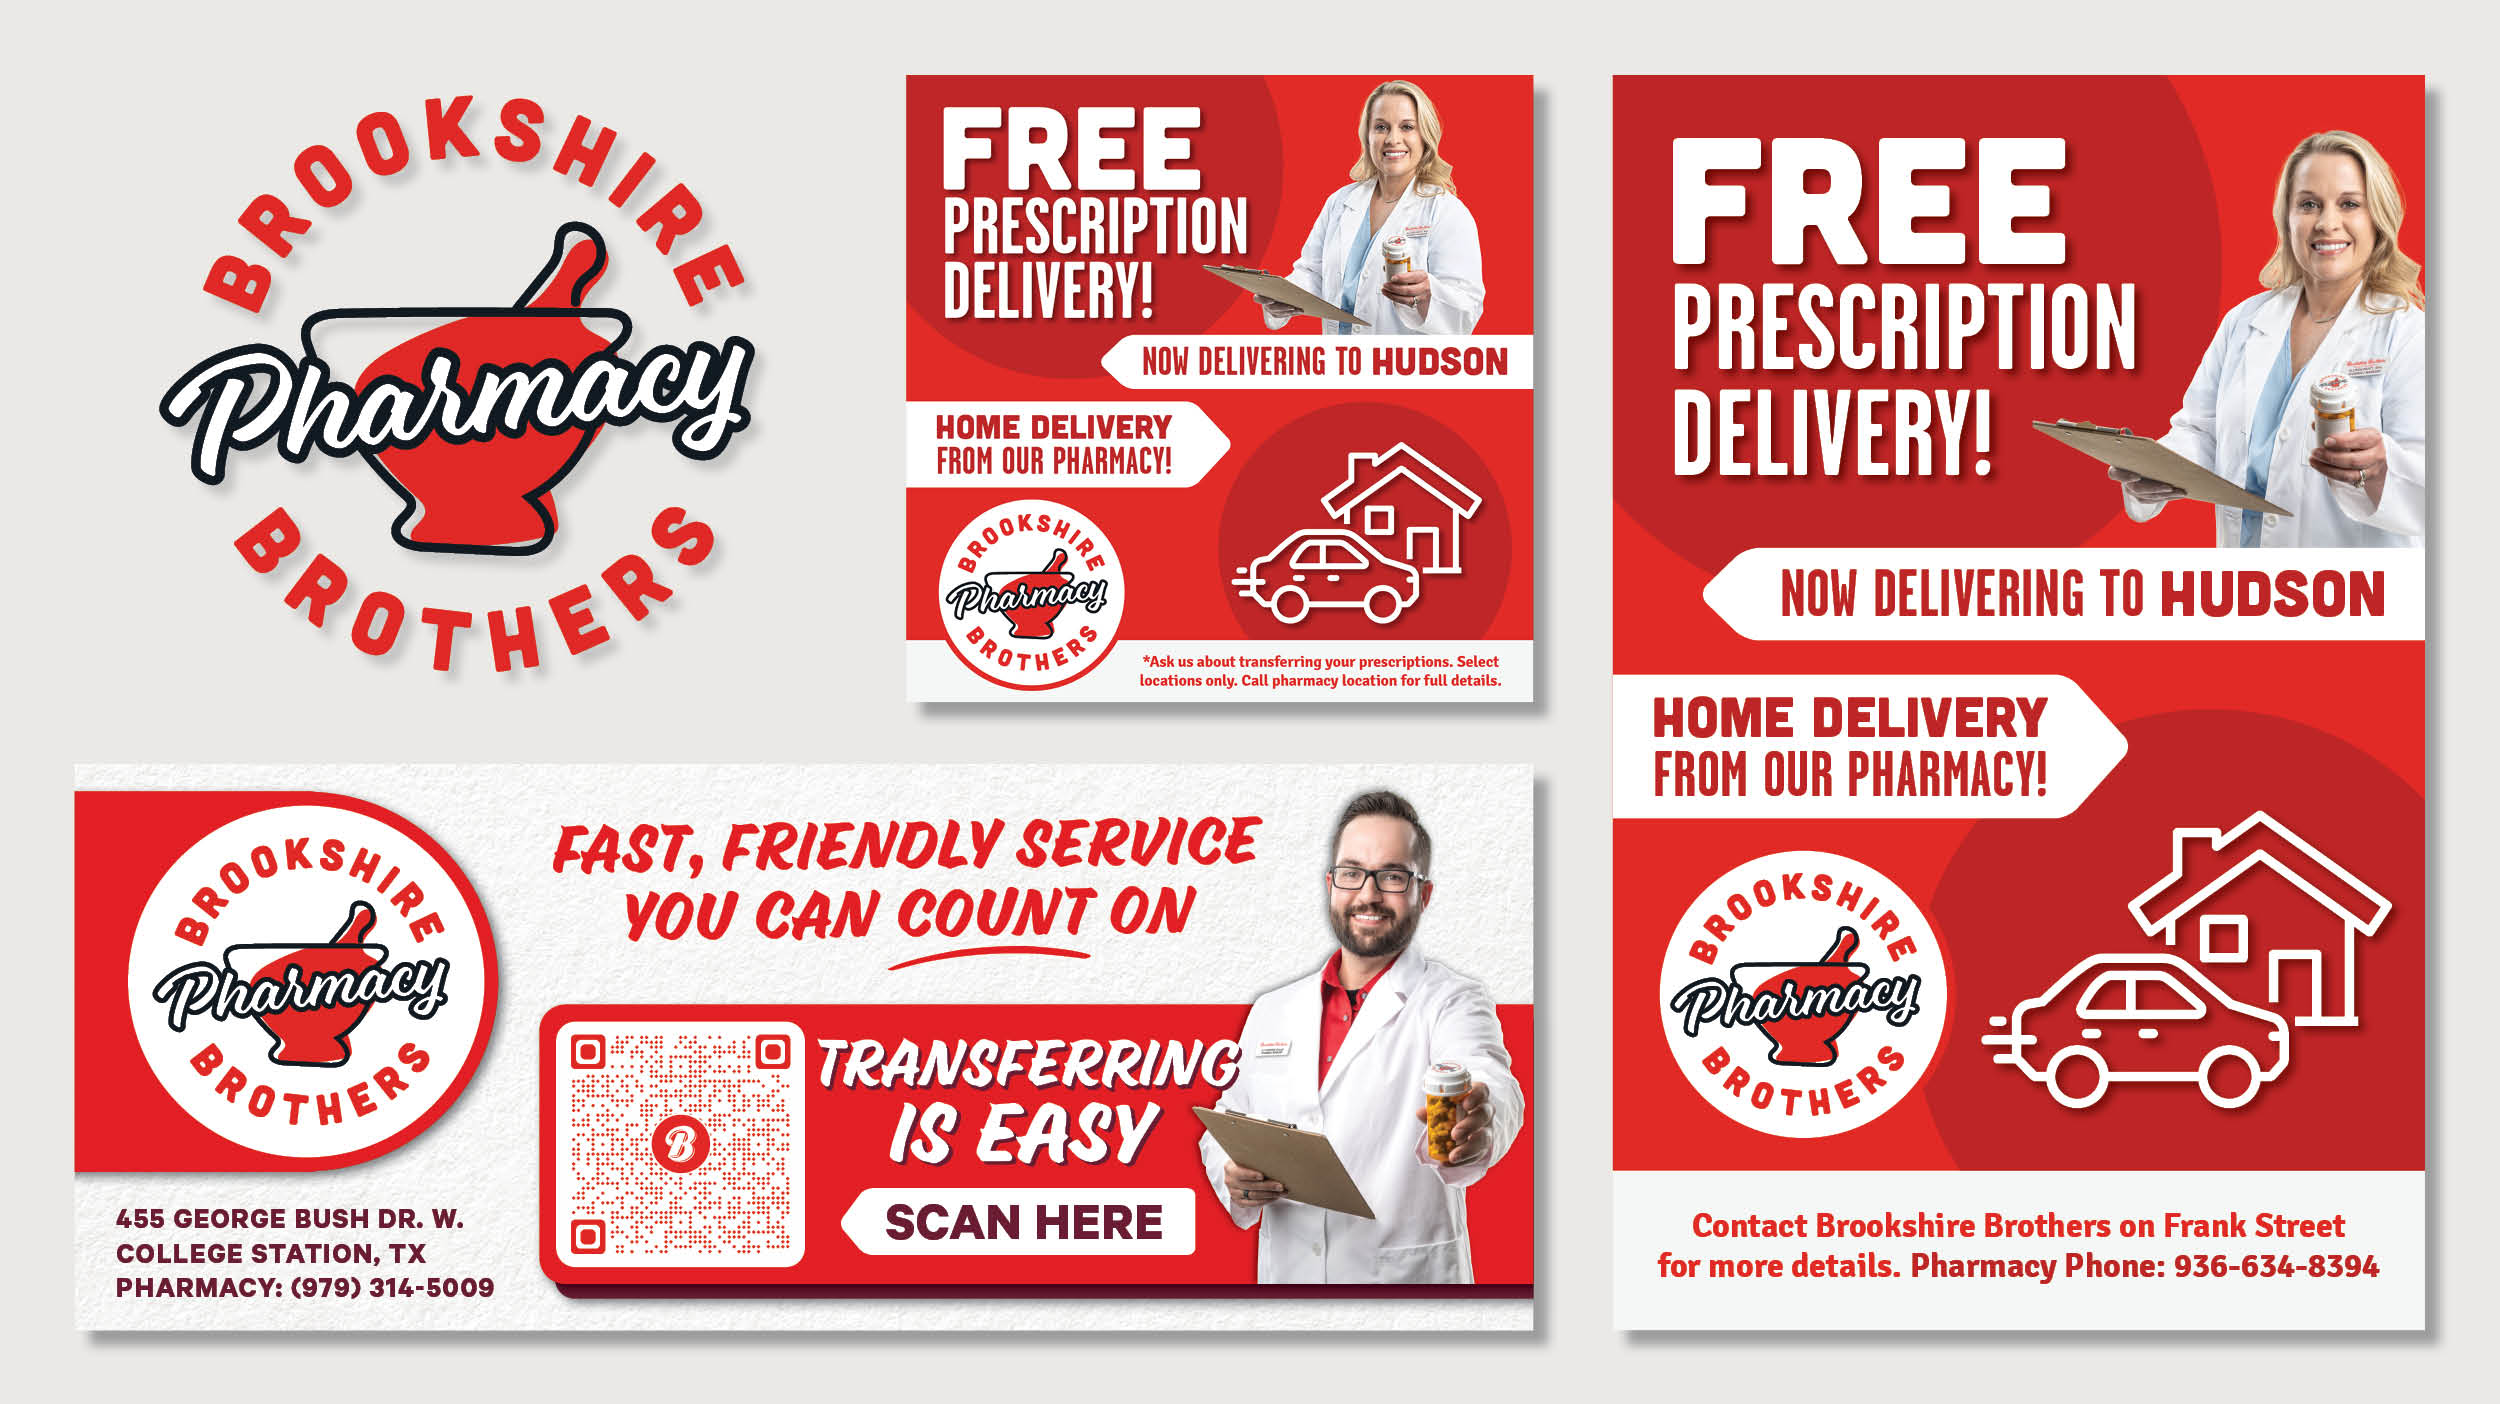 BROOKSHIRE
Pharmacy
BROTHERS
FREE
PRESCRIPTION
DELIVERY!
NOW DELIVERING TO HUDSON
HOME DELIVERY
FROM OUR PHARMACY!
BROOKSHIRE
Pharmacy
BROTHERS
*Ask us about transferring your prescriptions. Select
locations only. Call pharmacy location for full details.
FREE
PRESCRIPTION
DELIVERY!
NOW DELIVERING TO HUDSON
HOME DELIVERY
FROM OUR PHARMACY!
BROOKSHIRE
Pharmacy
BROTHERS
Contact Brookshire Brothers on Frank Street
for more details. Pharmacy Phone: 936-634-8394
BROOKSHIRE
Pharmacy
BROTHERS
455 GEORGE BUSH DR. W.
COLLEGE STATION, TX
PHARMACY: (979) 314-5009
FAST, FRIENDLY SERVICE
YOU CAN COUNT ON
B
TRANSFERRING
IS EASY
SCAN HERE